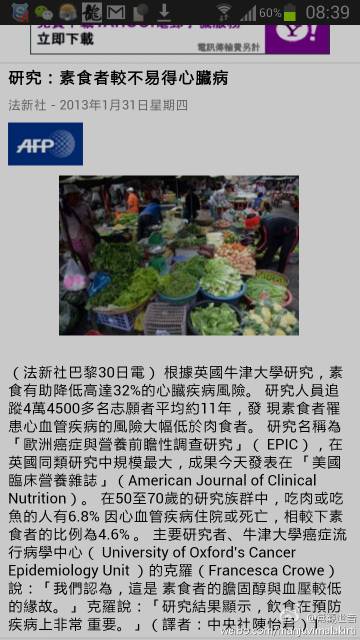 60% 08:39
立即下載
電訊傳輸費另計
Y!
研究：素食者較不易得心臟病
法新社 - 2013年1月31日星期四
AFP
（法新社巴黎30日電） 根據英國牛津大學研究，素
食有助降低高達32%的心臟疾病風險。 研究人員追
蹤4萬4500多名志願者平均約11年，發 現素食者罹
患心血管疾病的風險大幅低於肉食者。 研究名稱為
「歐洲癌症與營養前瞻性調查研究」（ EPIC），在
英國同類研究中規模最大，成果今天發表在 「美國
臨床營養雜誌」（American Journal of Clinical
Nutrition）。 在50至70歲的研究族群中，吃肉或吃
魚的人有6.8% 因心血管疾病住院或死亡，相較下素
食者的比例為4.6% 。 主要研究者、牛津大學癌症流
行病學中心（ University of Oxford's Cancer
Epidemiology Unit ）的克羅（Francesca Crowe）
說：「我們認為，這是 素食者的膽固醇與血壓較低
的緣故。」 克羅說：「研究結果顯示，飲食在預防
疾病上非常 重要。」（譯者：中央社陳怡君））